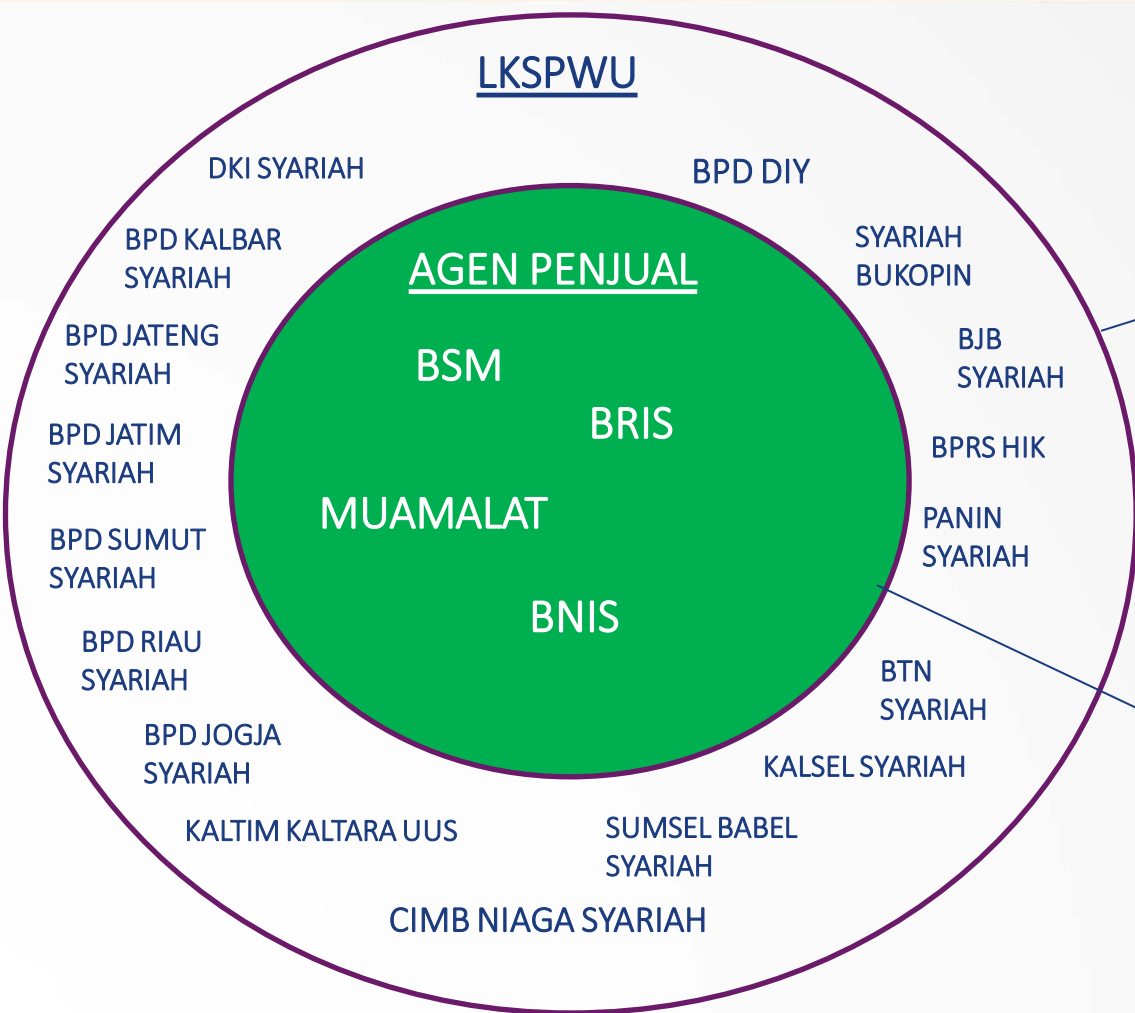 LKSPWU
DKI SYARIAH
BPD DIY
BPD KALBAR
SYARIAH
SYARIAH
BUKOPIN
AGEN PENJUAL
BPD JATENG
SYARIAH
BSM
BJB
SYARIAH
BRIS
BPD JATIM
SYARIAH
BPRS HIK
MUAMALAT
PANIN
SYARIAH
BPD SUMUT
SYARIAH
BNIS
BPD RIAU
SYARIAH
BTN
SYARIAH
BPD JOGJA
SYARIAH
KALSEL SYARIAH
KALTIM KALTARA UUS
SUMSEL BABEL
SYARIAH
CIMB NIAGA SYARIAH